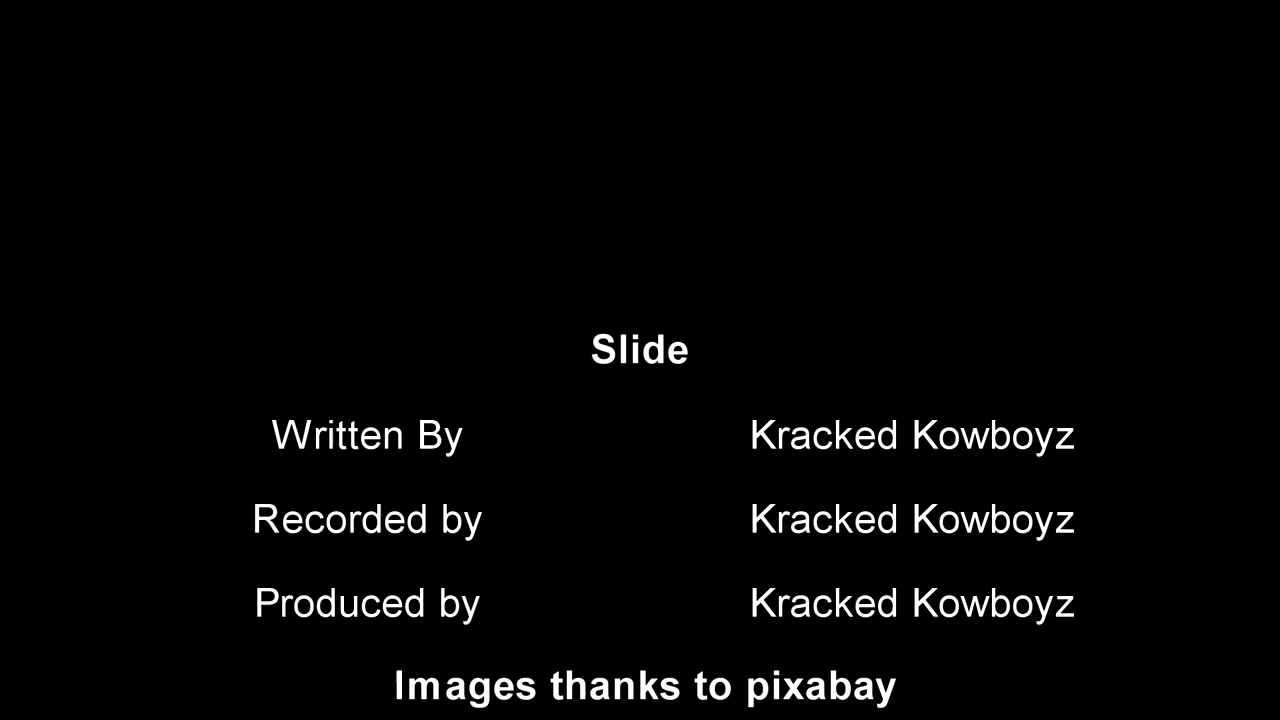 Slide
Written By Kracked Kowboyz
Recorded by Kracked Kowboyz
Produced by Kracked Kowboyz
Images thanks to pixabay